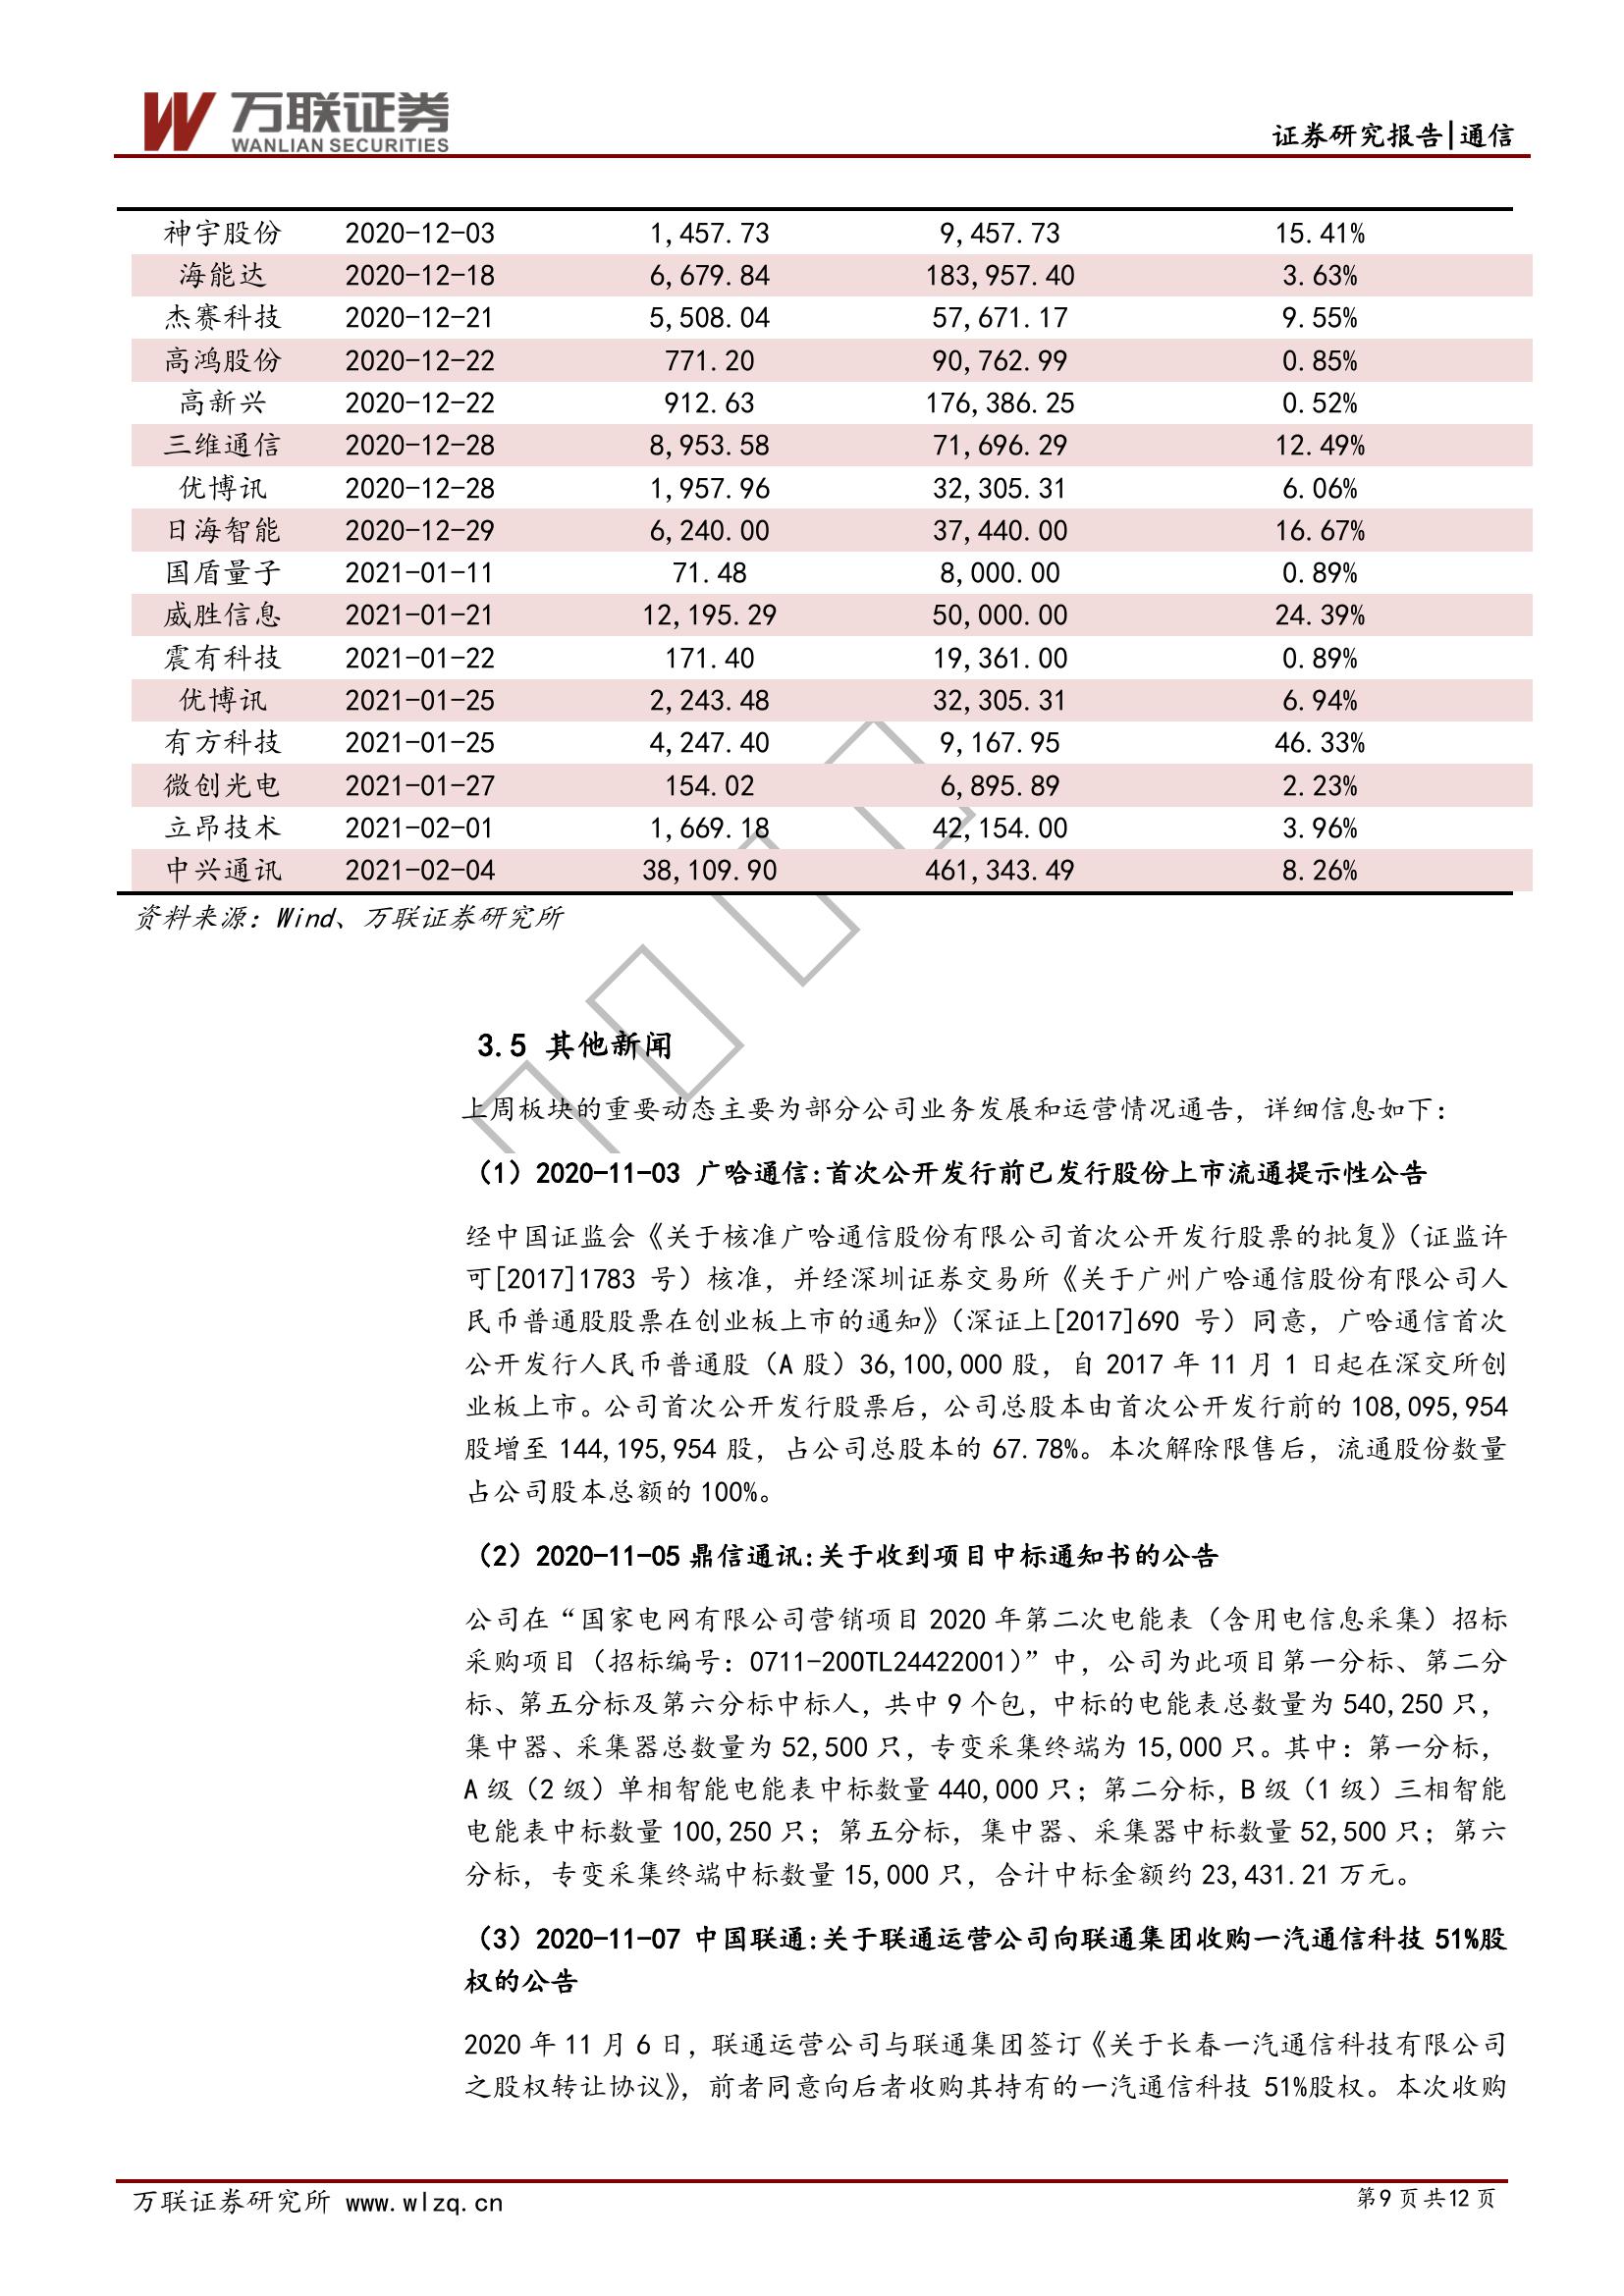 万联证券
WANLIAN SECURITIES
证券研究报告|通信
神宇股份 2020-12-03 1,457.73 9,457.73 15.41%
海能达 2020-12-18 6,679.84 183,957.40 3.63%
杰赛科技 2020-12-21 5,508.04 57,671.17 9.55%
高鸿股份 2020-12-22 771.20 90,762.99 0.85%
高新兴 2020-12-22 912.63 176,386.25 0.52%
三维通信 2020-12-28 8,953.58 71,696.29 12.49%
优博讯 2020-12-28 1,957.96 32,305.31 6.06%
日海智能 2020-12-29 6,240.00 37,440.00 16.67%
国盾量子 2021-01-11 71.48 8,000.00 0.89%
威胜信息 2021-01-21 12,195.29 50,000.00 24.39%
震有科技 2021-01-22 171.40 19,361.00 0.89%
优博讯 2021-01-25 2,243.48 32,305.31 6.94%
有方科技 2021-01-25 4,247.40 9,167.95 46.33%
微创光电 2021-01-27 154.02 6,895.89 2.23%
立昂技术 2021-02-01 1,669.18 42,154.00 3.96%
中兴通讯 2021-02-04 38,109.90 461,343.49 8.26%
资料来源：Wind、万联证券研究所
3.5 其他新闻
上周板块的重要动态主要为部分公司业务发展和运营情况通告，详细信息如下：
（1）2020-11-03 广哈通信:首次公开发行前已发行股份上市流通提示性公告
经中国证监会《关于核准广哈通信股份有限公司首次公开发行股票的批复》（证监许
可[2017]1783 号）核准，并经深圳证券交易所《关于广州广哈通信股份有限公司人
民币普通股股票在创业板上市的通知》（深证上[2017]690 号）同意，广哈通信首次
公开发行人民币普通股（A 股）36,100,000 股，自 2017 年 11 月 1 日起在深交所创
业板上市。公司首次公开发行股票后，公司总股本由首次公开发行前的 108,095,954
股增至 144,195,954 股，占公司总股本的 67.78%。本次解除限售后，流通股份数量
占公司股本总额的 100%。
（2）2020-11-05 鼎信通讯:关于收到项目中标通知书的公告
公司在“国家电网有限公司营销项目 2020 年第二次电能表（含用电信息采集）招标
采购项目（招标编号：0711-200TL24422001）”中，公司为此项目第一分标、第二分
标、第五分标及第六分标中标人，共中 9 个包，中标的电能表总数量为 540,250 只，
集中器、采集器总数量为 52,500 只，专变采集终端为 15,000 只。其中：第一分标，
A 级（2 级）单相智能电能表中标数量 440,000 只；第二分标，B 级（1 级）三相智能
电能表中标数量 100,250 只；第五分标，集中器、采集器中标数量 52,500 只；第六
分标，专变采集终端中标数量 15,000 只，合计中标金额约 23,431.21 万元。
（3）2020-11-07 中国联通:关于联通运营公司向联通集团收购一汽通信科技 51%股
权的公告
2020 年 11 月 6 日，联通运营公司与联通集团签订《关于长春一汽通信科技有限公司
之股权转让协议》，前者同意向后者收购其持有的一汽通信科技 51%股权。本次收购
万联证券研究所 www.wlzq.cn
第 9 页 共 12 页